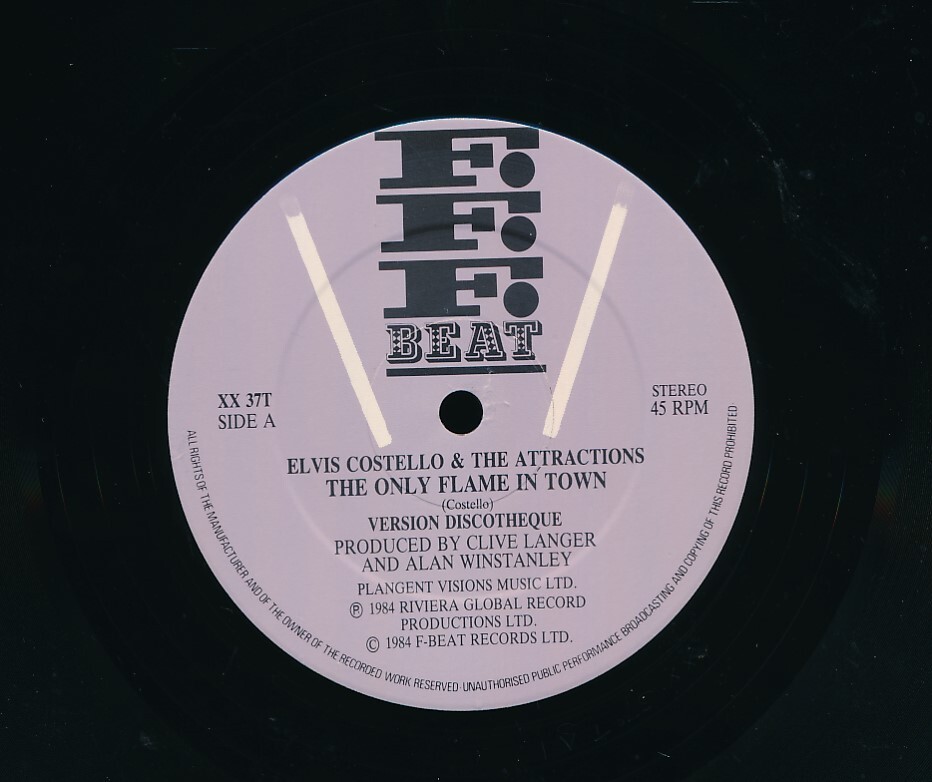 F.
F.
F.
BEAT
XX 37T
SIDE A
STEREO
45 RPM
ELVIS COSTELLO & THE ATTRACTIONS
THE ONLY FLAME IN TOWN
(Costello)
VERSION DISCOTHEQUE
PRODUCED BY CLIVE LANGER
AND ALAN WINSTANLEY
PLANGENT VISIONS MUSIC LTD.
℗ 1984 RIVIERA GLOBAL RECORD
PRODUCTIONS LTD.
© 1984 F-BEAT RECORDS LTD.
ALL RIGHTS OF THE MANUFACTURER AND OF THE OWNER OF THE RECORDED WORK RESERVED·UNAUTHORISED PUBLIC PERFORMANCE BROADCASTING AND COPYING OF THIS RECORD PROHIBITED·